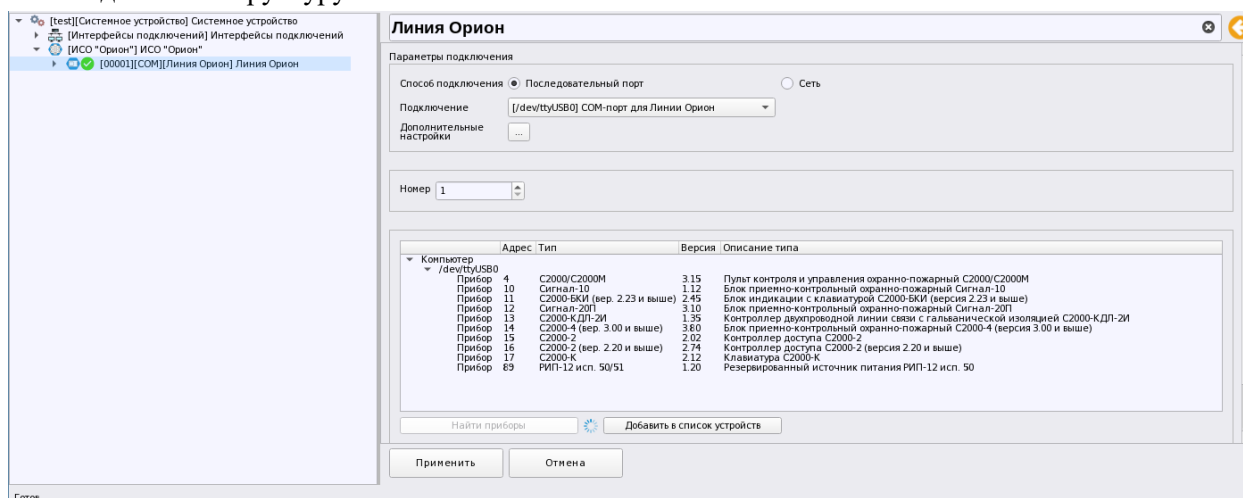 [test][Системное устройство] Системное устройство
[Интерфейсы подключений] Интерфейсы подключений
[ИСО "Орион"] ИСО "Орион"
[00001][COM][Линия Орион] Линия Орион
Линия Орион
Параметры подключения
Способ подключения Последовательный порт Сеть
Подключение [/dev/ttyUSB0] COM-порт для Линии Орион
Дополнительные
настройки ...
Номер 1
Адрес Тип Версия Описание типа
Компьютер
/dev/ttyUSB0
Прибор 4 С2000/С2000М 3.15 Пульт контроля и управления охранно-пожарный С2000/С2000М
Прибор 10 Сигнал-10 1.12 Блок приемно-контрольный охранно-пожарный Сигнал-10
Прибор 11 С2000-БКИ (вер. 2.23 и выше) 2.45 Блок индикации с клавиатурой С2000-БКИ (версия 2.23 и выше)
Прибор 12 Сигнал-20П 3.10 Блок приемно-контрольный охранно-пожарный Сигнал-20П
Прибор 13 С2000-КДЛ-2И 1.35 Контроллер двухпроводной линии связи с гальванической изоляцией С2000-КДЛ-2И
Прибор 14 С2000-4 (вер. 3.00 и выше) 3.80 Блок приемно-контрольный охранно-пожарный С2000-4 (версия 3.00 и выше)
Прибор 15 С2000-2 2.02 Контроллер доступа С2000-2
Прибор 16 С2000-2 (вер. 2.20 и выше) 2.74 Контроллер доступа С2000-2 (версия 2.20 и выше)
Прибор 17 С2000-К 2.12 Клавиатура С2000-К
Прибор 89 РИП-12 исп. 50/51 1.20 Резервированный источник питания РИП-12 исп. 50
Найти приборы Добавить в список устройств
Применить Отмена